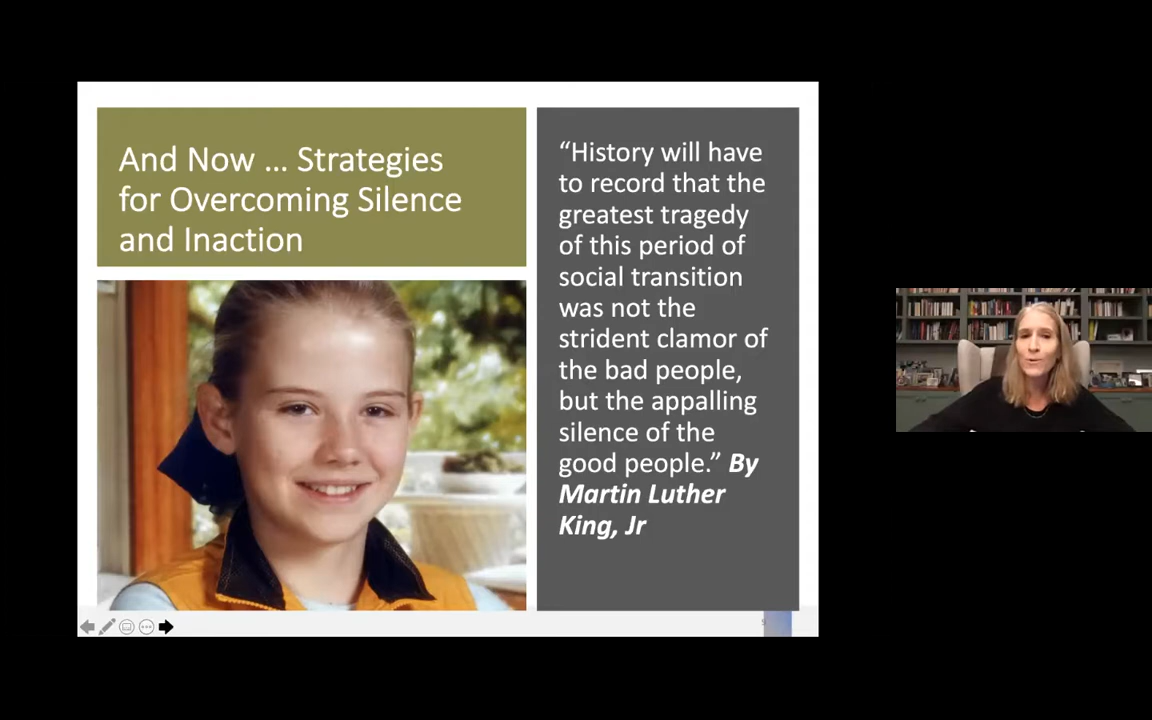 And Now ... Strategies
for Overcoming Silence
and Inaction
“History will have
to record that the
greatest tragedy
of this period of
social transition
was not the
strident clamor of
the bad people,
but the appalling
silence of the
good people.” By
Martin Luther
King, Jr
9